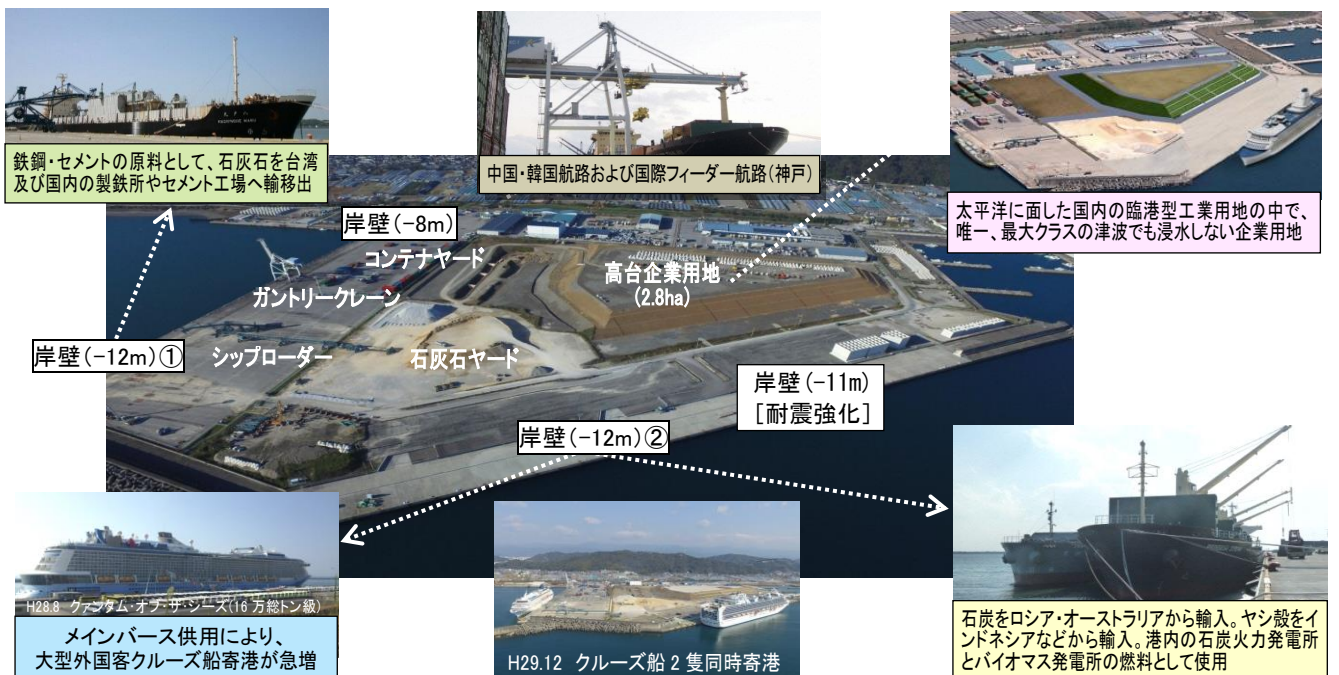 鉄鋼・セメントの原料として、石灰石を台湾
及び国内の製鉄所やセメント工場へ輸移出
中国・韓国航路および国際フィーダー航路(神戸)
太平洋に面した国内の臨港型工業用地の中で、
唯一、最大クラスの津波でも浸水しない企業用地
岸壁(-8m)
コンテナヤード
ガントリークレーン
高台企業用地
(2.8ha)
岸壁(-12m)①
シップローダー
石灰石ヤード
岸壁(-11m)
[耐震強化]
岸壁(-12m)②
H28.8 クァンタム・オブ・ザ・シーズ(16万総トン級)
メインバース供用により、
大型外国客クルーズ船寄港が急増
H29.12 クルーズ船2隻同時寄港
石炭をロシア・オーストラリアから輸入。ヤシ殻をイ
ンドネシアなどから輸入。港内の石炭火力発電所
とバイオマス発電所の燃料として使用